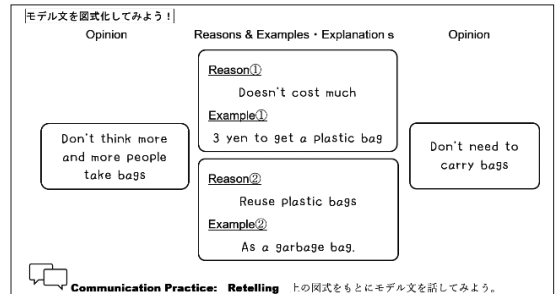 モデル文を図式化してみよう!
Opinion
Reasons & Examples・Explanation s
Opinion
Don't think more
and more people
take bags
Reason①
Doesn't cost much
Example①
3 yen to get a plastic bag
Reason②
Reuse plastic bags
Example②
As a garbage bag.
Don't need to
carry bags
Communication Practice: Retelling 上の図式をもとにモデル文を話してみよう。